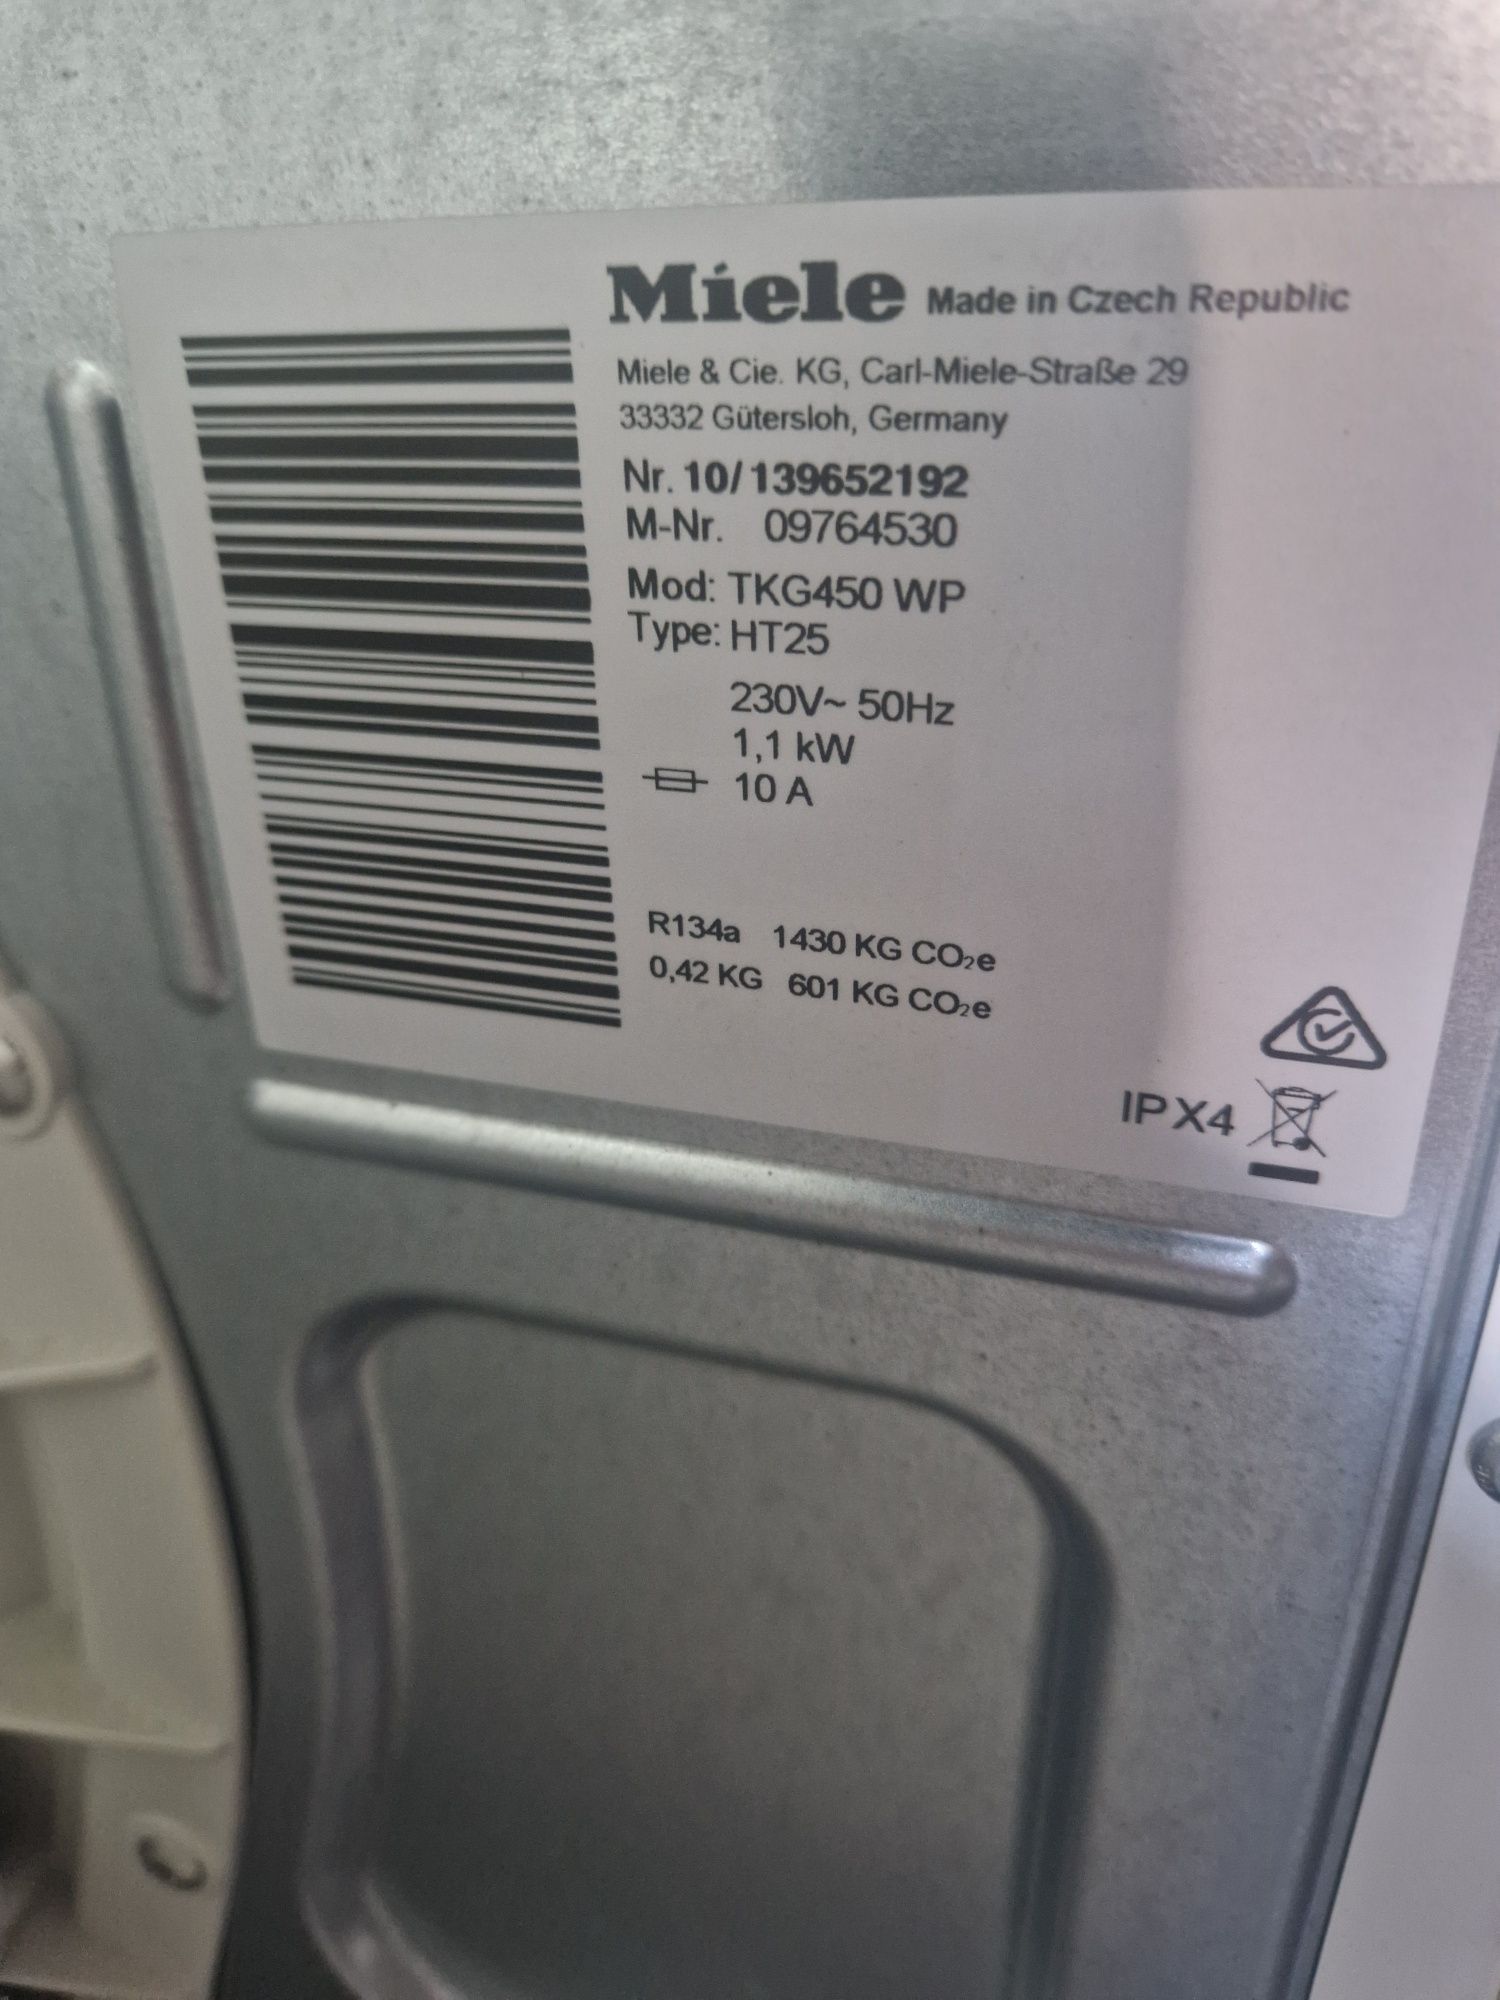 Miele Made in Czech Republic
Miele & Cie. KG, Carl-Miele-Straße 29
33332 Gütersloh, Germany
Nr. 10/139652192
M-Nr. 09764530
Mod: TKG450 WP
Type: HT25
230V~ 50Hz
1,1 kW
10 A
R134a 1430 KG CO₂e
0,42 KG 601 KG CO₂e
IPX4